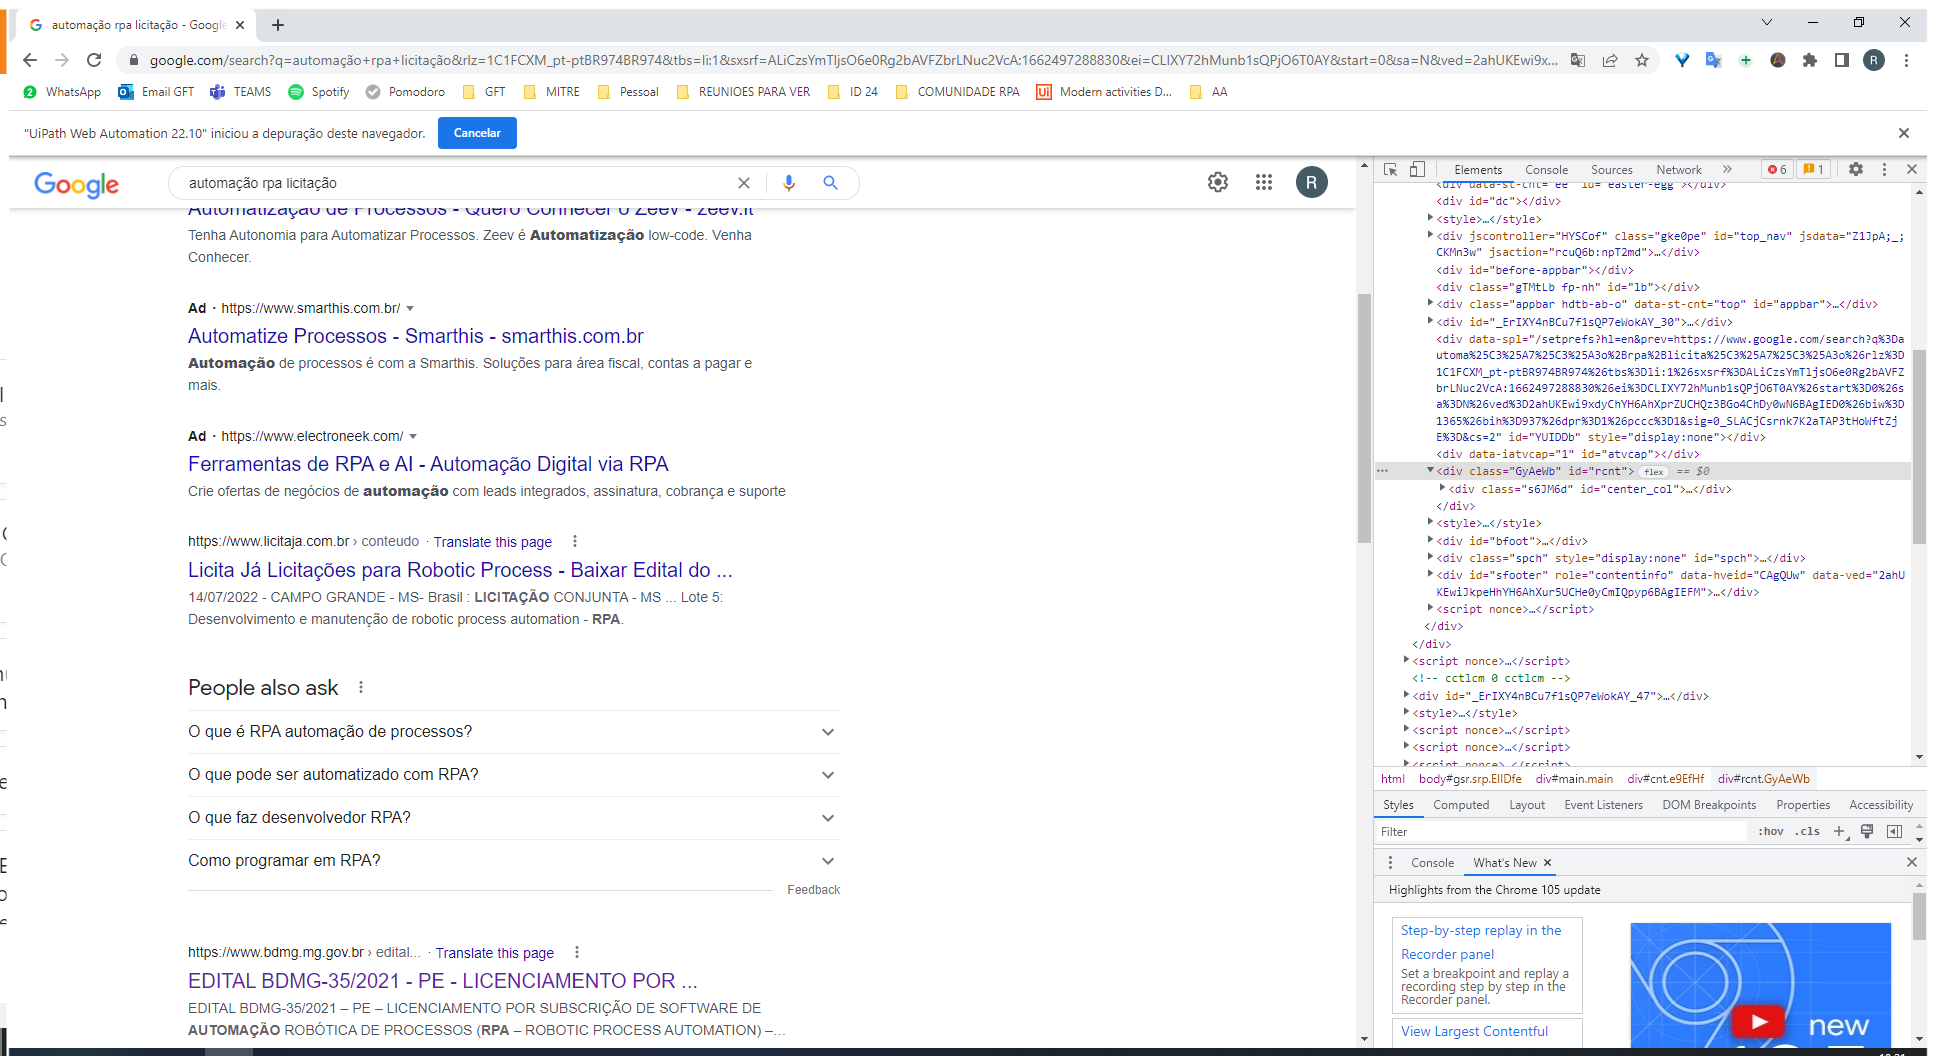 automação rpa licitação - Google
google.com/search?q=automação+rpa+licitação&rlz=1C1FCXM_pt-ptBR974BR974&tbs=li:1&sxsrf=ALiCzsYmTljsO6e0Rg2bAVFZbrLNuc2VcA:1662497288830&ei=CLIXY72hMunb1sQPjO6T0AY&start=0&sa=N&ved=2ahUKEwi9x...
R
WhatsApp Email GFT TEAMS Spotify Pomodoro GFT MITRE Pessoal REUNIOES PARA VER ID 24 COMUNIDADE RPA Modern activities D... AA
"UiPath Web Automation 22.10" iniciou a depuração deste navegador. Cancelar
Google
automação rpa licitação
R
Automatização de Processos - Quero Conhecer o Zeev - zeev.it
Tenha Autonomia para Automatizar Processos. Zeev é Automatização low-code. Venha
Conhecer.
Ad · https://www.smarthis.com.br/
Automatize Processos - Smarthis - smarthis.com.br
Automação de processos é com a Smarthis. Soluções para área fiscal, contas a pagar e
mais.
Ad · https://www.electroneek.com/
Ferramentas de RPA e AI - Automação Digital via RPA
Crie ofertas de negócios de automação com leads integrados, assinatura, cobrança e suporte
https://www.licitaja.com.br › conteudo · Translate this page
Licita Já Licitações para Robotic Process - Baixar Edital do ...
14/07/2022 - CAMPO GRANDE - MS- Brasil : LICITAÇÃO CONJUNTA - MS ... Lote 5:
Desenvolvimento e manutenção de robotic process automation - RPA.
People also ask
O que é RPA automação de processos?
O que pode ser automatizado com RPA?
O que faz desenvolvedor RPA?
Como programar em RPA?
Feedback
https://www.bdmg.mg.gov.br › edital... · Translate this page
EDITAL BDMG-35/2021 - PE - LICENCIAMENTO POR ...
EDITAL BDMG-35/2021 – PE – LICENCIAMENTO POR SUBSCRIÇÃO DE SOFTWARE DE
AUTOMAÇÃO ROBÓTICA DE PROCESSOS (RPA – ROBOTIC PROCESS AUTOMATION) –...
Elements Console Sources Network » 6 1
<div data-st-cnt="ee" id="easter-egg"></div>
<div id="dc"></div>
<style>…</style>
<div jscontroller="HYSCof" class="gke0pe" id="top_nav" jsdata="Z1JpA;_;
CKMn3w" jsaction="rcuQ6b:npT2md">…</div>
<div id="before-appbar"></div>
<div class="gTMtLb fp-nh" id="lb"></div>
<div class="appbar hdtb-ab-o" data-st-cnt="top" id="appbar">…</div>
<div id="_ErIXY4nBCu7f1sQP7eWokAY_30">…</div>
<div data-spl="/setprefs?hl=en&prev=https://www.google.com/search?q%3Da
utoma%25C3%25A7%25C3%25A3o%2Brpa%2Blicita%25C3%25A7%25C3%25A3o%26rlz%3D
1C1FCXM_pt-ptBR974BR974%26tbs%3Dli:1%26sxsrf%3DALiCzsYmTljsO6e0Rg2bAVFZ
brLNuc2VcA:1662497288830%26ei%3DCLIXY72hMunb1sQPjO6T0AY%26start%3D0%26s
a%3DN%26ved%3D2ahUKEwi9xdyChYH6AhXprZUCHQz3BGo4ChDy0wN6BAgIED0%26biw%3D
1365%26bih%3D937%26dpr%3D1%26pccc%3D1&sig=0_SLACjCsrnk7K2aTAP3tHoWftZj
E%3D&cs=2" id="YUIDDb" style="display:none"></div>
<div data-iatvcap="1" id="atvcap"></div>
<div class="GyAeWb" id="rcnt"> flex == $0
<div class="s6JM6d" id="center_col">…</div>
</div>
<style>…</style>
<div id="bfoot">…</div>
<div class="spch" style="display:none" id="spch">…</div>
<div id="sfooter" role="contentinfo" data-hveid="CAgQUw" data-ved="2ahU
KEwiJkpeHhYH6AhXur5UCHe0yCmIQpyp6BAgIEFM">…</div>
<script nonce>…</script>
</div>
</div>
<script nonce>…</script>
<!-- cctlcm 0 cctlcm -->
<div id="_ErIXY4nBCu7f1sQP7eWokAY_47">…</div>
<style>…</style>
<script nonce>…</script>
<script nonce>…</script>
<script nonce>…</script>
html body#gsr.srp.EIlDfe div#main.main div#cnt.e9EfHf div#rcnt.GyAeWb
Styles Computed Layout Event Listeners DOM Breakpoints Properties Accessibility
Filter :hov .cls
Console What's New
Highlights from the Chrome 105 update
Step-by-step replay in the
Recorder panel
Set a breakpoint and replay a
recording step by step in the
Recorder panel.
View Largest Contentful
new